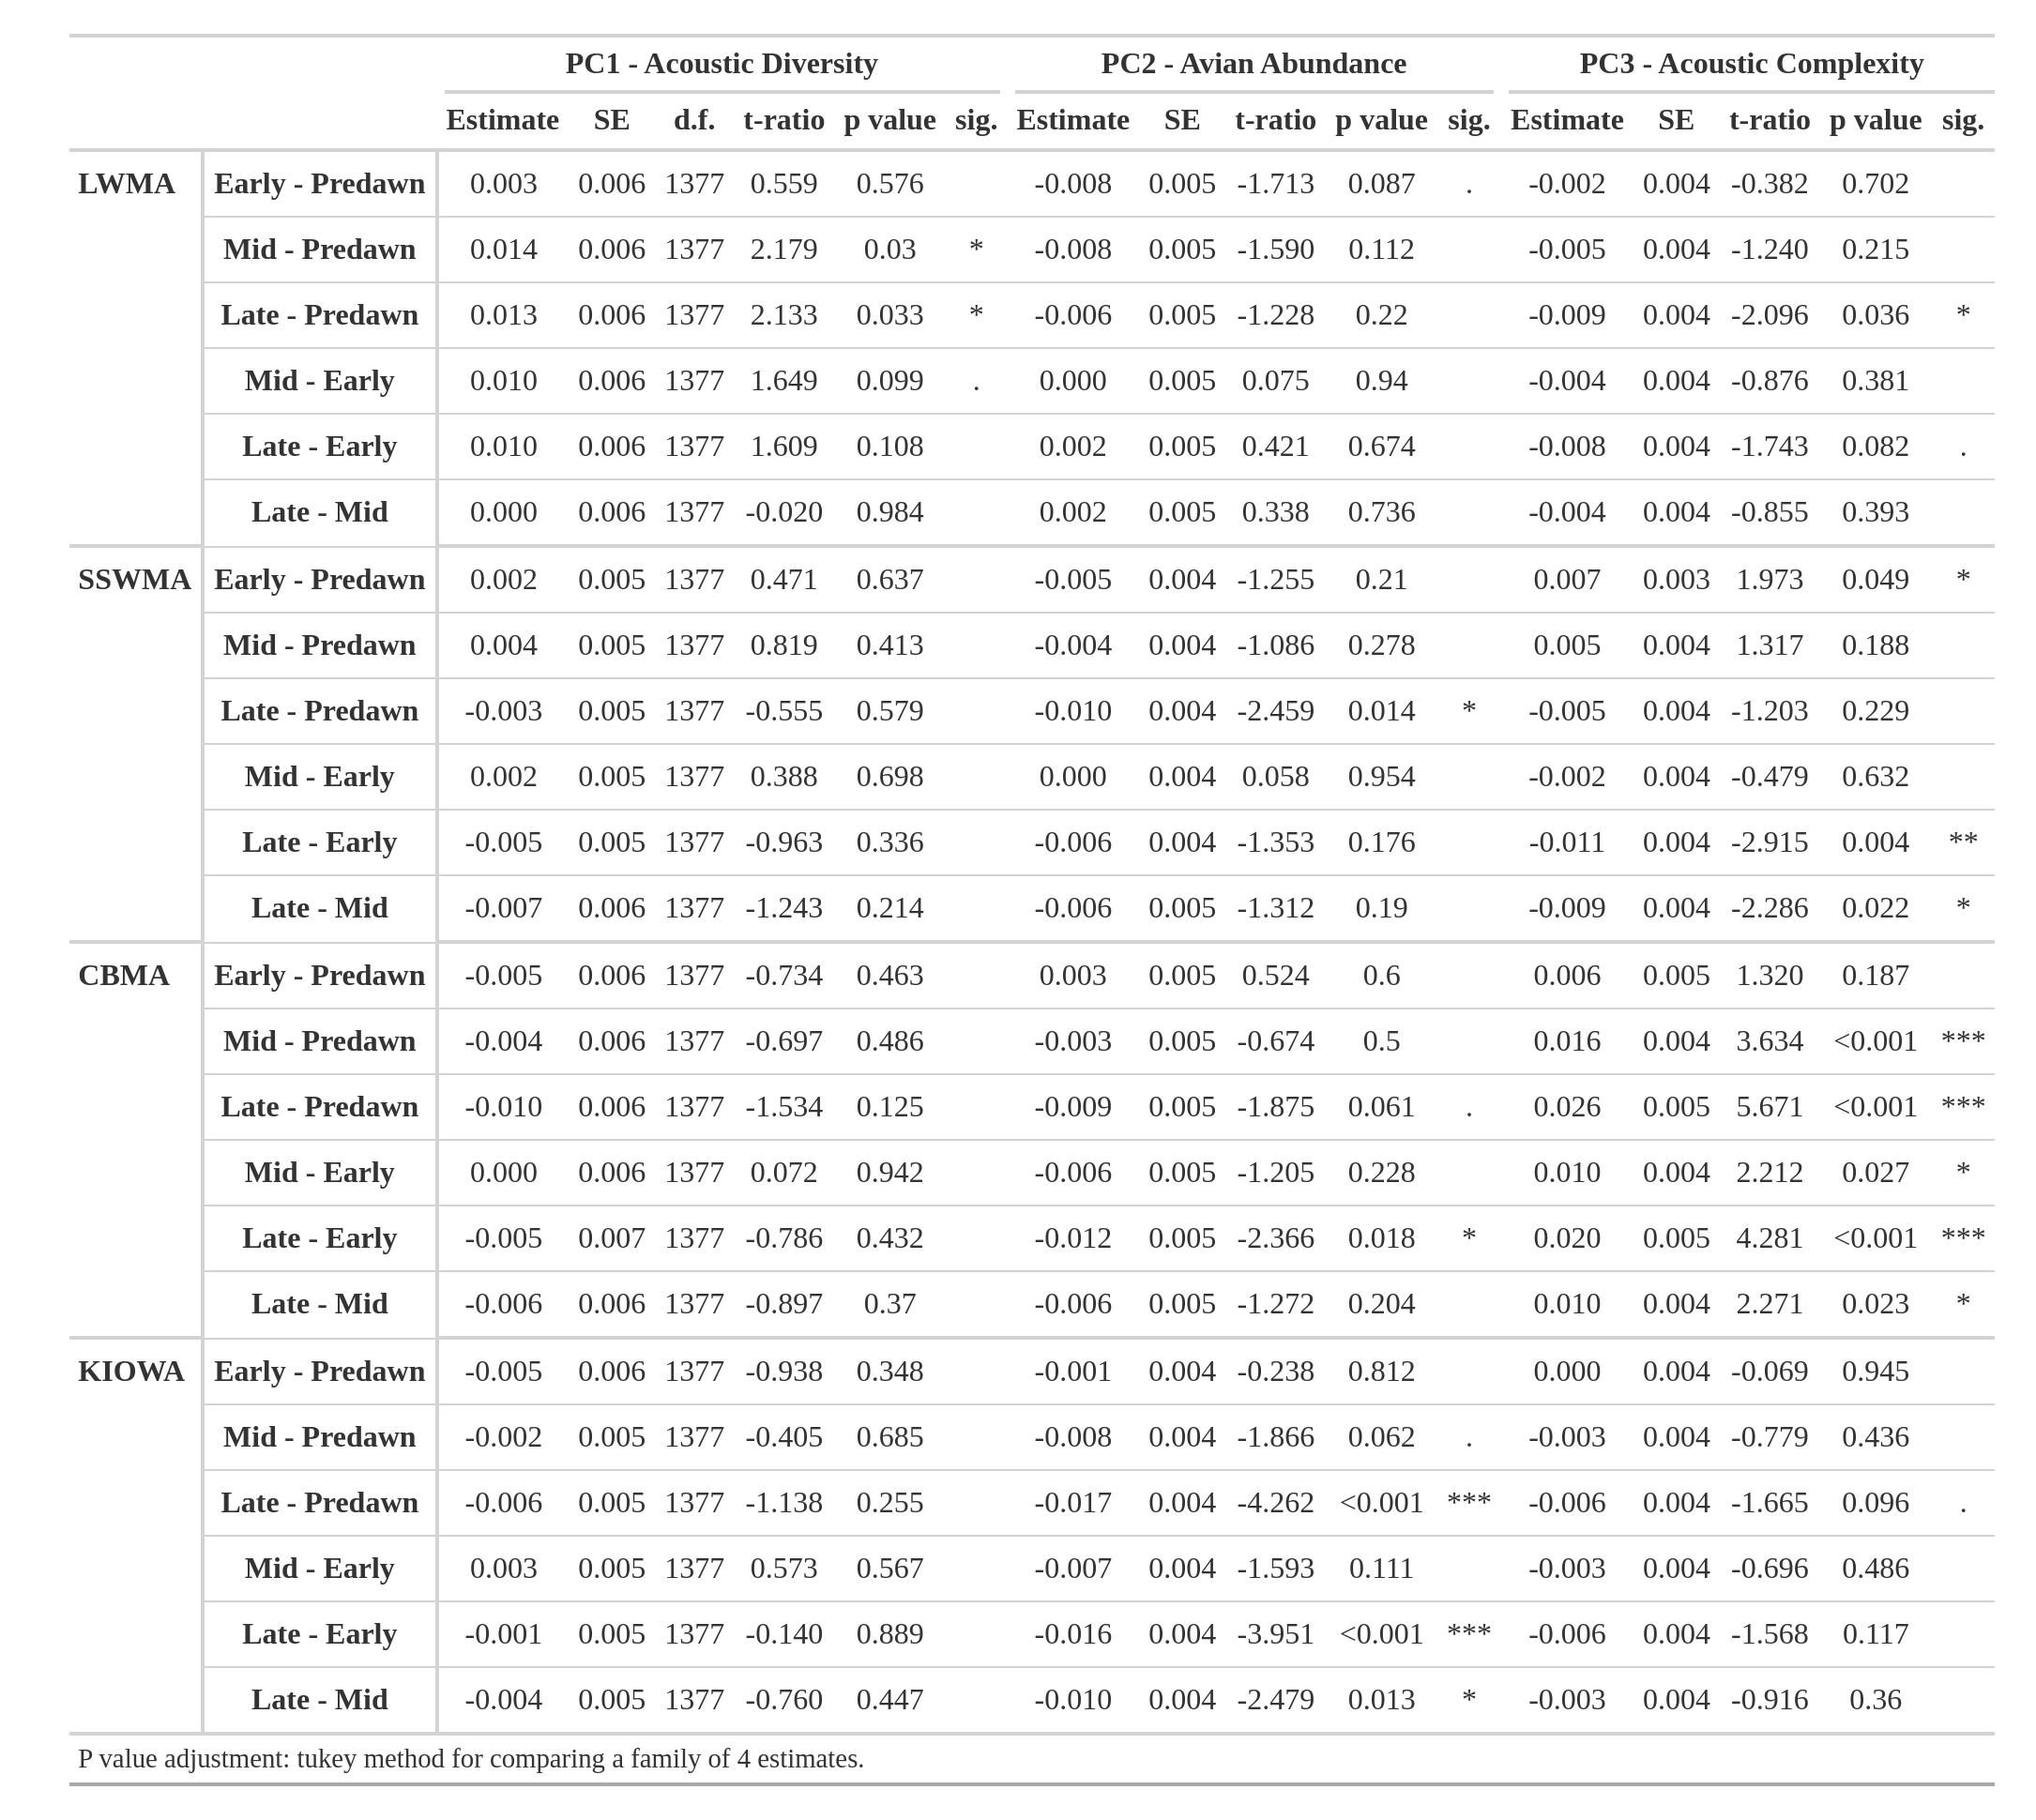 PC1 - Acoustic Diversity PC2 - Avian Abundance PC3 - Acoustic Complexity
Estimate SE d.f. t-ratio p value sig. Estimate SE t-ratio p value sig. Estimate SE t-ratio p value sig.
LWMA Early - Predawn 0.003 0.006 1377 0.559 0.576 -0.008 0.005 -1.713 0.087 . -0.002 0.004 -0.382 0.702
Mid - Predawn 0.014 0.006 1377 2.179 0.03 * -0.008 0.005 -1.590 0.112 -0.005 0.004 -1.240 0.215
Late - Predawn 0.013 0.006 1377 2.133 0.033 * -0.006 0.005 -1.228 0.22 -0.009 0.004 -2.096 0.036 *
Mid - Early 0.010 0.006 1377 1.649 0.099 . 0.000 0.005 0.075 0.94 -0.004 0.004 -0.876 0.381
Late - Early 0.010 0.006 1377 1.609 0.108 0.002 0.005 0.421 0.674 -0.008 0.004 -1.743 0.082 .
Late - Mid 0.000 0.006 1377 -0.020 0.984 0.002 0.005 0.338 0.736 -0.004 0.004 -0.855 0.393
SSWMA Early - Predawn 0.002 0.005 1377 0.471 0.637 -0.005 0.004 -1.255 0.21 0.007 0.003 1.973 0.049 *
Mid - Predawn 0.004 0.005 1377 0.819 0.413 -0.004 0.004 -1.086 0.278 0.005 0.004 1.317 0.188
Late - Predawn -0.003 0.005 1377 -0.555 0.579 -0.010 0.004 -2.459 0.014 * -0.005 0.004 -1.203 0.229
Mid - Early 0.002 0.005 1377 0.388 0.698 0.000 0.004 0.058 0.954 -0.002 0.004 -0.479 0.632
Late - Early -0.005 0.005 1377 -0.963 0.336 -0.006 0.004 -1.353 0.176 -0.011 0.004 -2.915 0.004 **
Late - Mid -0.007 0.006 1377 -1.243 0.214 -0.006 0.005 -1.312 0.19 -0.009 0.004 -2.286 0.022 *
CBMA Early - Predawn -0.005 0.006 1377 -0.734 0.463 0.003 0.005 0.524 0.6 0.006 0.005 1.320 0.187
Mid - Predawn -0.004 0.006 1377 -0.697 0.486 -0.003 0.005 -0.674 0.5 0.016 0.004 3.634 <0.001 ***
Late - Predawn -0.010 0.006 1377 -1.534 0.125 -0.009 0.005 -1.875 0.061 . 0.026 0.005 5.671 <0.001 ***
Mid - Early 0.000 0.006 1377 0.072 0.942 -0.006 0.005 -1.205 0.228 0.010 0.004 2.212 0.027 *
Late - Early -0.005 0.007 1377 -0.786 0.432 -0.012 0.005 -2.366 0.018 * 0.020 0.005 4.281 <0.001 ***
Late - Mid -0.006 0.006 1377 -0.897 0.37 -0.006 0.005 -1.272 0.204 0.010 0.004 2.271 0.023 *
KIOWA Early - Predawn -0.005 0.006 1377 -0.938 0.348 -0.001 0.004 -0.238 0.812 0.000 0.004 -0.069 0.945
Mid - Predawn -0.002 0.005 1377 -0.405 0.685 -0.008 0.004 -1.866 0.062 . -0.003 0.004 -0.779 0.436
Late - Predawn -0.006 0.005 1377 -1.138 0.255 -0.017 0.004 -4.262 <0.001 *** -0.006 0.004 -1.665 0.096 .
Mid - Early 0.003 0.005 1377 0.573 0.567 -0.007 0.004 -1.593 0.111 -0.003 0.004 -0.696 0.486
Late - Early -0.001 0.005 1377 -0.140 0.889 -0.016 0.004 -3.951 <0.001 *** -0.006 0.004 -1.568 0.117
Late - Mid -0.004 0.005 1377 -0.760 0.447 -0.010 0.004 -2.479 0.013 * -0.003 0.004 -0.916 0.36
P value adjustment: tukey method for comparing a family of 4 estimates.